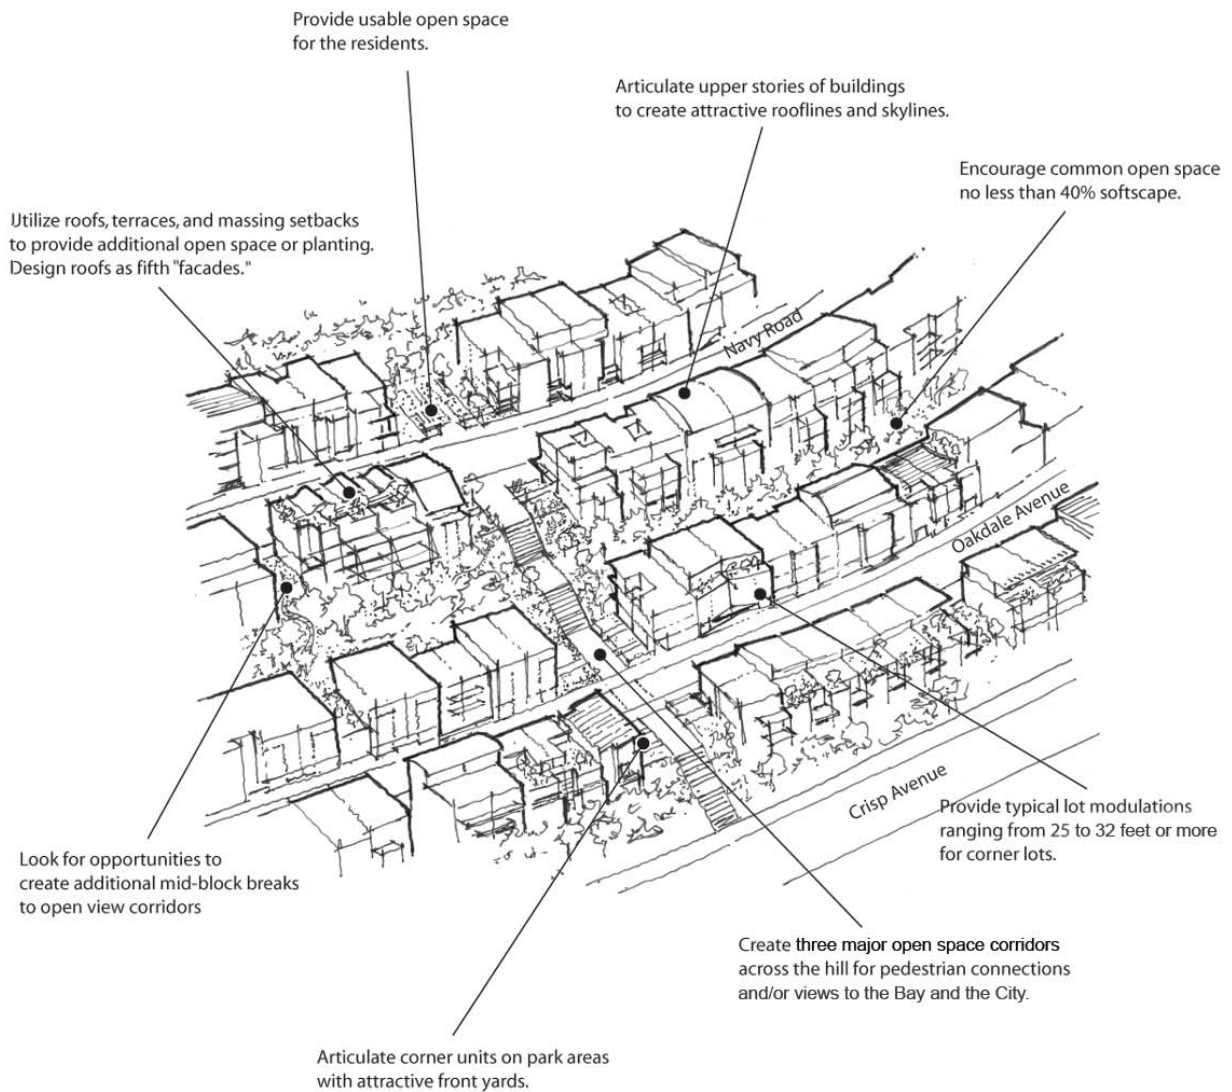 Provide usable open space
for the residents.
Articulate upper stories of buildings
to create attractive rooflines and skylines.
Encourage common open space
no less than 40% softscape.
Utilize roofs, terraces, and massing setbacks
to provide additional open space or planting.
Design roofs as fifth "facades."
Navy Road
Oakdale Avenue
Crisp Avenue
Provide typical lot modulations
ranging from 25 to 32 feet or more
for corner lots.
Look for opportunities to
create additional mid-block breaks
to open view corridors
Create three major open space corridors
across the hill for pedestrian connections
and/or views to the Bay and the City.
Articulate corner units on park areas
with attractive front yards.